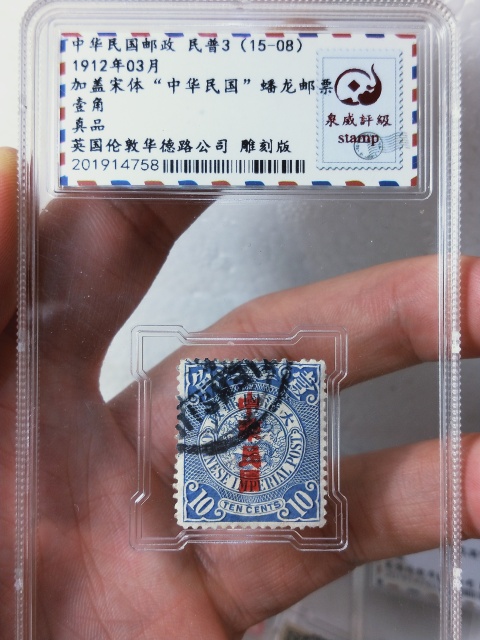 中华民国邮政 民普3（15-08）
1912年03月
加盖宋体“中华民国”蟠龙邮票
壹角
真品
英国伦敦华德路公司 雕刻版
201914758
泉威評級
stamp
中華民國
CHINESE IMPERIAL POST
10 TEN CENTS 10